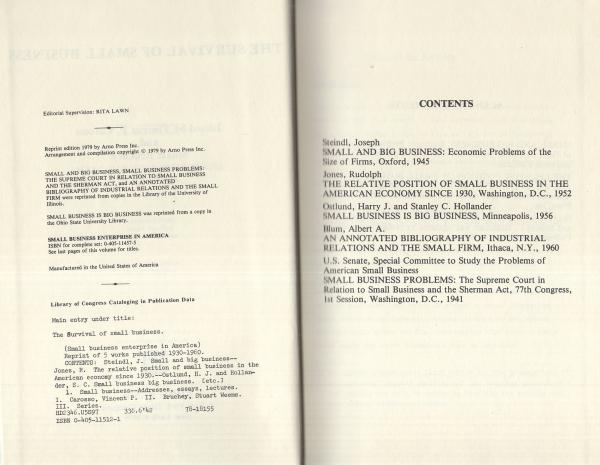 Editorial Supervision: RITA LAWN
Reprint edition 1979 by Arno Press Inc.
Arrangement and compilation copyright © 1979 by Arno Press Inc.
SMALL AND BIG BUSINESS, SMALL BUSINESS PROBLEMS:
THE SUPREME COURT IN RELATION TO SMALL BUSINESS
AND THE SHERMAN ACT, and AN ANNOTATED
BIBLIOGRAPHY OF INDUSTRIAL RELATIONS AND THE SMALL
FIRM were reprinted from copies in the Library of the University of
Illinois.
SMALL BUSINESS IS BIG BUSINESS was reprinted from a copy in
the Ohio State University Library.
SMALL BUSINESS ENTERPRISE IN AMERICA
ISBN for complete set: 0-405-11457-5
See last pages of this volume for titles.
Manufactured in the United States of America
Library of Congress Cataloging in Publication Data
Main entry under title:
The Survival of small business.
(Small business enterprise in America)
Reprint of 5 works published 1930-1960.
CONTENTS: Steindl, J. Small and big business--
Jones, R. The relative position of small business in the
American economy since 1930.--Ostlund, H. J. and Hollan-
der, S. C. Small business big business. [etc.]
1. Small business--Addresses, essays, lectures.
I. Carosso, Vincent P. II. Bruchey, Stuart Weems.
III. Series.
HD2346.U5S97 338.6'42 78-18155
ISBN 0-405-11512-1
CONTENTS
Steindl, Joseph
SMALL AND BIG BUSINESS: Economic Problems of the
Size of Firms, Oxford, 1945
Jones, Rudolph
THE RELATIVE POSITION OF SMALL BUSINESS IN THE
AMERICAN ECONOMY SINCE 1930, Washington, D.C., 1952
Ostlund, Harry J. and Stanley C. Hollander
SMALL BUSINESS IS BIG BUSINESS, Minneapolis, 1956
Blum, Albert A.
AN ANNOTATED BIBLIOGRAPHY OF INDUSTRIAL
RELATIONS AND THE SMALL FIRM, Ithaca, N.Y., 1960
U.S. Senate, Special Committee to Study the Problems of
American Small Business
SMALL BUSINESS PROBLEMS: The Supreme Court in
Relation to Small Business and the Sherman Act, 77th Congress,
1st Session, Washington, D.C., 1941